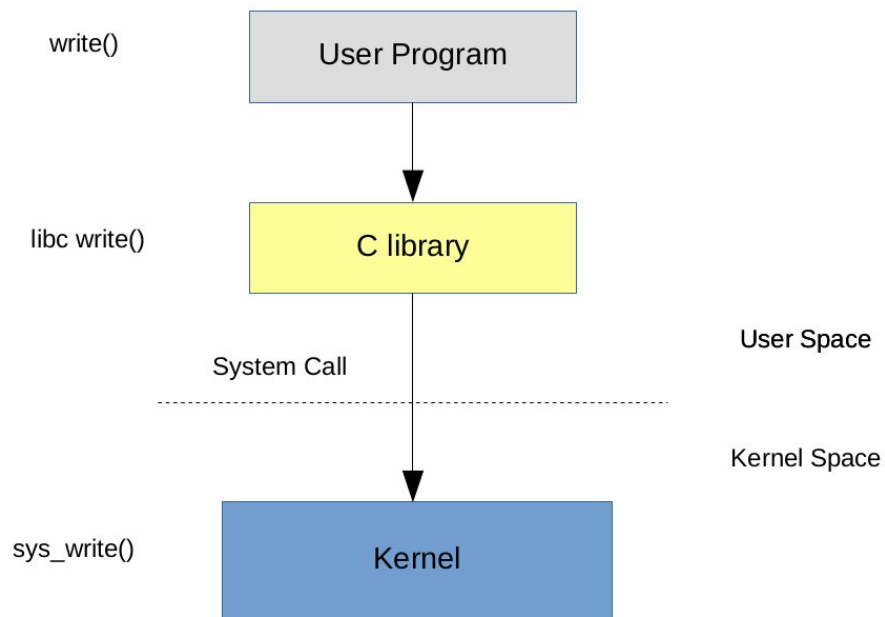 write()
User Program
libc write()
C library
User Space
System Call
Kernel Space
sys_write()
Kernel